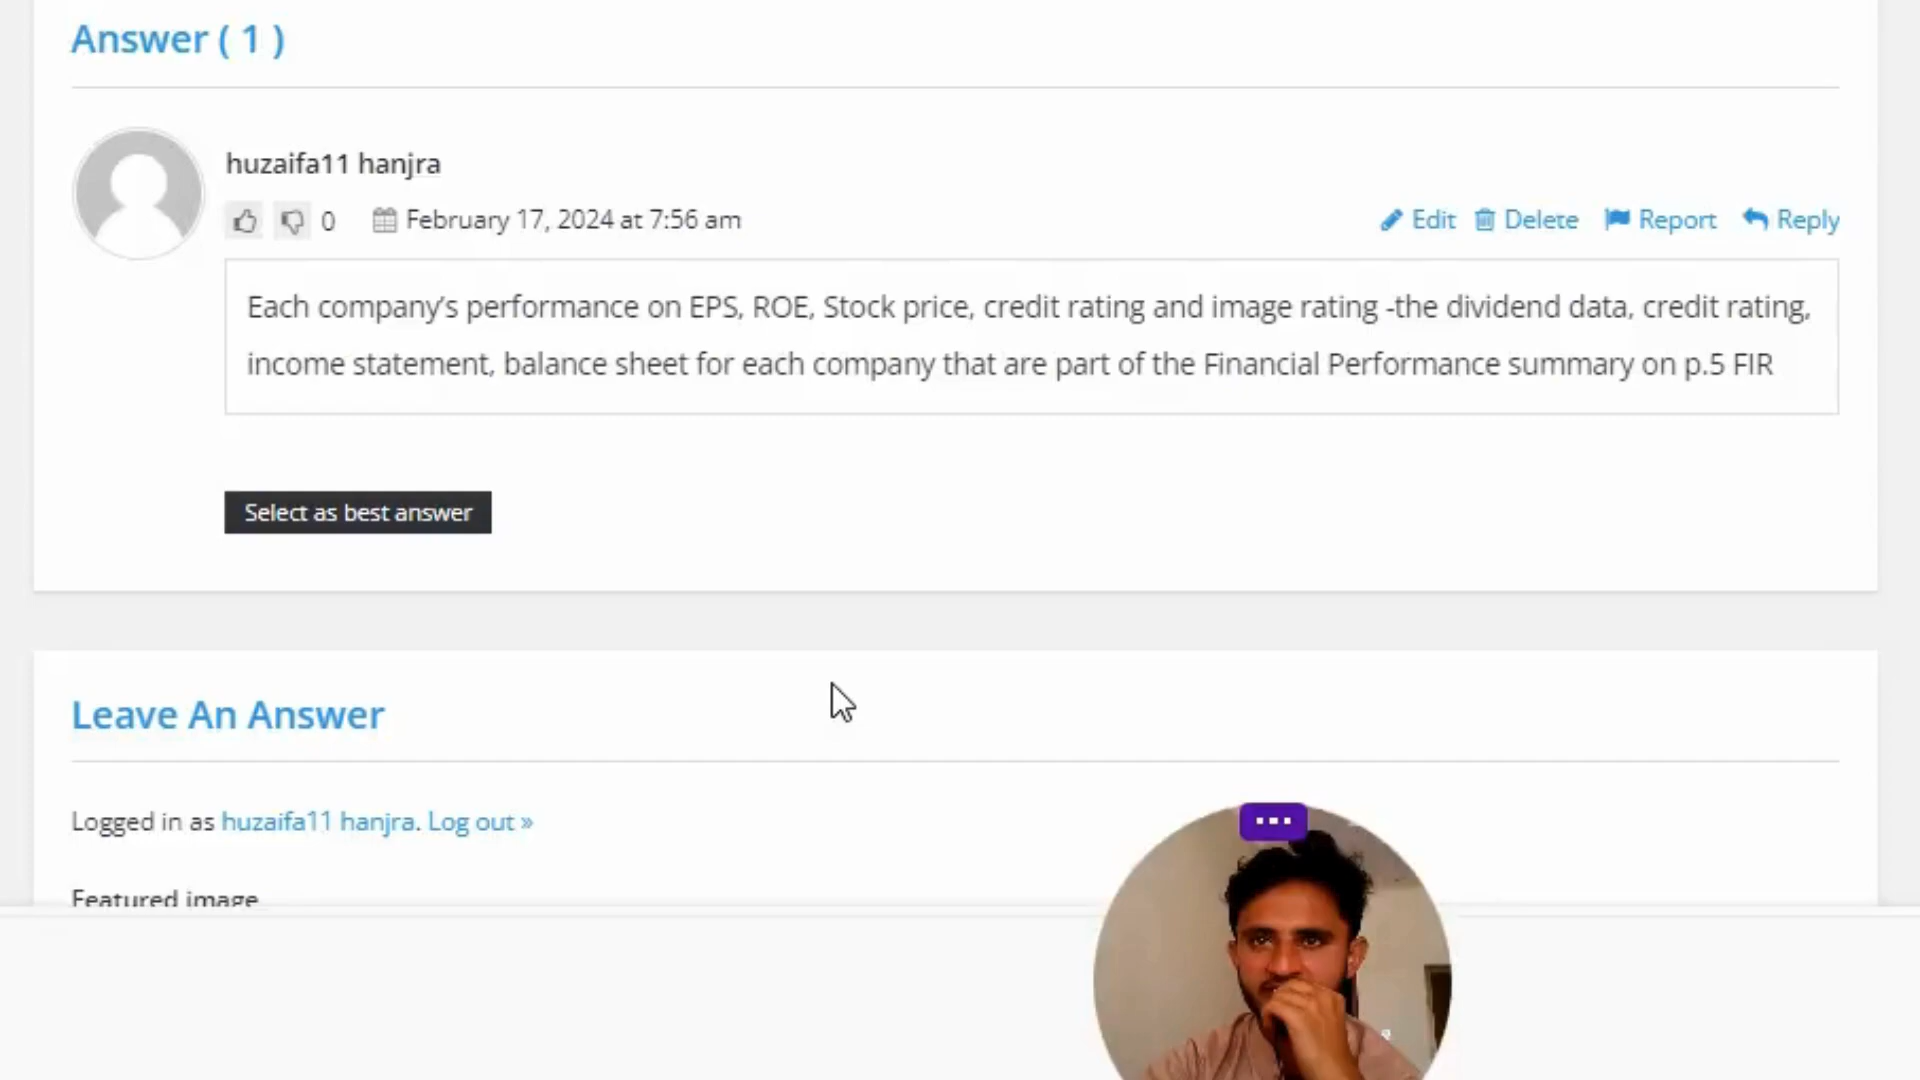 Answer ( 1 )
huzaifa11 hanjra
0 February 17, 2024 at 7:56 am Edit Delete Report Reply
Each company’s performance on EPS, ROE, Stock price, credit rating and image rating -the dividend data, credit rating,
income statement, balance sheet for each company that are part of the Financial Performance summary on p.5 FIR
Select as best answer
Leave An Answer
Logged in as huzaifa11 hanjra. Log out »
Featured image